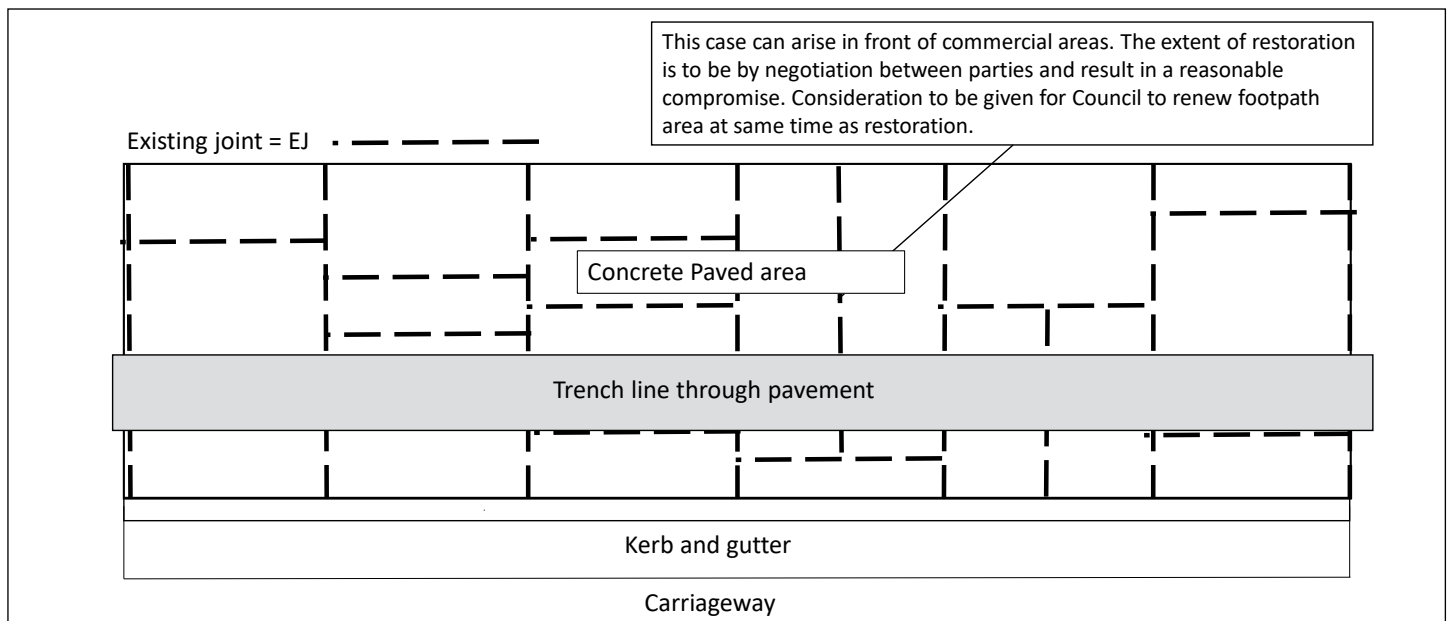 This case can arise in front of commercial areas. The extent of restoration
is to be by negotiation between parties and result in a reasonable
compromise. Consideration to be given for Council to renew footpath
area at same time as restoration.
Existing joint = EJ
Concrete Paved area
Trench line through pavement
Kerb and gutter
Carriageway